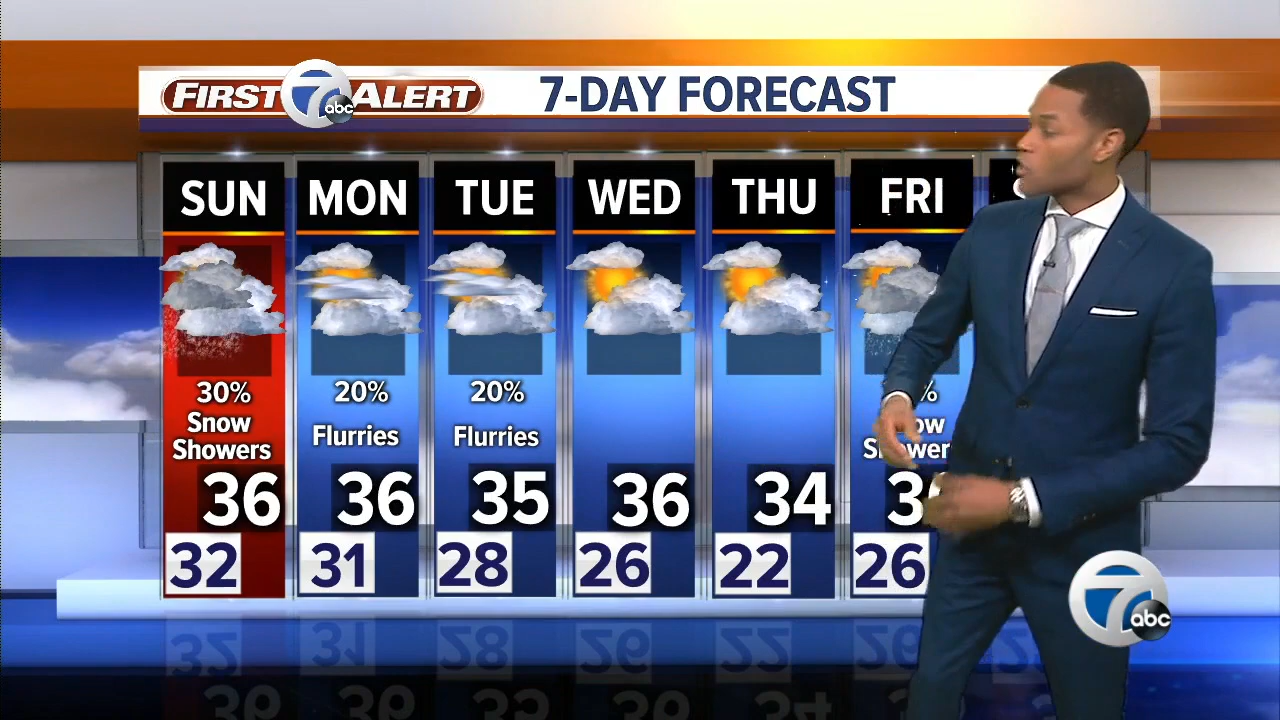 FIRST 7 abc ALERT
7-DAY FORECAST
SUN MON TUE WED THU FRI
30% 20% 20% %
Snow
Showers
Flurries
Flurries
36 36 35 36 34
32 31 28 26 22 26
7 abc